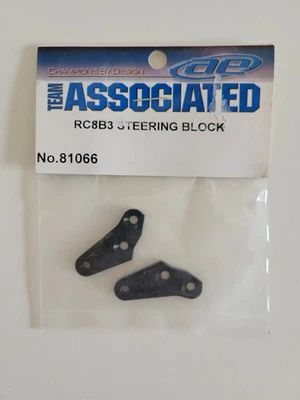 CHAMPIONS BY DESIGN
ae
TEAM
ASSOCIATED
RC8B3 STEERING BLOCK
No.81066